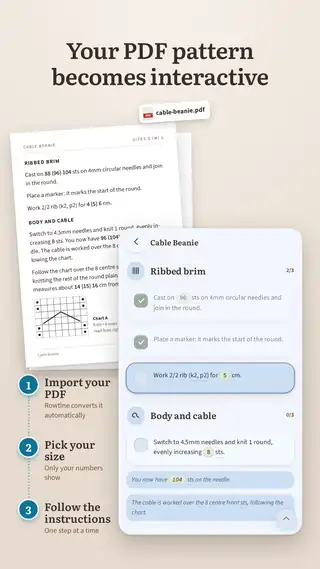 Your PDF pattern
becomes interactive
cable-beanie.pdf
CABLE BEANIE
SIZES S (M) L
RIBBED BRIM
Cast on 88 (96) 104 sts on 4mm circular needles and join
in the round.
Place a marker: it marks the start of the round.
Work 2/2 rib (k2, p2) for 4 (5) 6 cm.
BODY AND CABLE
Switch to 4,5mm needles and knit 1 round, evenly in-
creasing 8 sts. You now have 96 (104)
dle. The cable is worked over the 8 c
lowing the chart.
Follow the chart over the 8 centre s
knitting the rest of the round plain.
measures about 14 (15) 16 cm from
Chart A
Cable Beanie
Ribbed brim
2/3
Cast on 96 sts on 4mm circular needles and
join in the round.
Place a marker: it marks the start of the round.
Work 2/2 rib (k2, p2) for 5 cm.
Body and cable
0/3
Switch to 4,5mm needles and knit 1 round,
evenly increasing 8 sts.
You now have 104 sts on the needle.
The cable is worked over the 8 centre front sts, following the
chart.
1
Import your
PDF
Rowtine converts it
automatically
2
Pick your
size
Only your numbers
show
3
Follow the
instructions
One step at a time